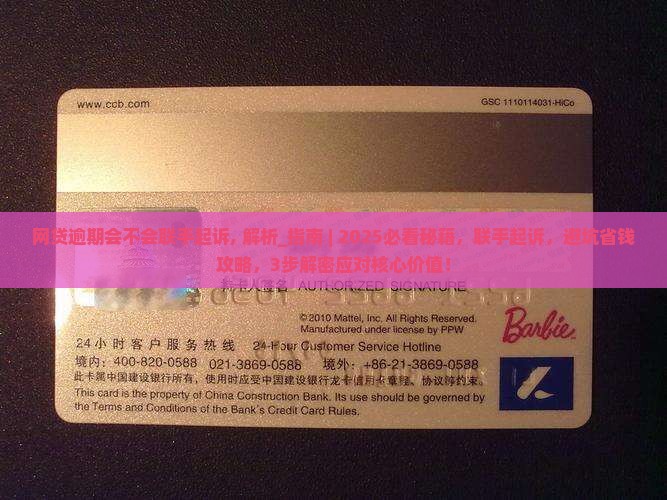 www.ccb.com
GSC 1110114031-HiCo
网贷逾期会不会联手起诉, 解析_指南 | 2025必看秘籍，联手起诉，避坑省钱
攻略，3步解密应对核心价值！
AUTHORIZED SIGNATURE
©2010 Mattel, Inc. All Rights Reserved.
Manufactured under license by PPW
Barbie
24小时客户服务热线 24-Hour Customer Service Hotline
境内：400-820-0588 021-3869-0588 境外：+86-21-3869-0588
此卡属中国建设银行所有，使用时应受中国建设银行龙卡信用卡章程、协议等约束。
This card is the property of China Construction Bank. Its use should be governed by
the Terms and Conditions of the Bank's Credit Card Rules.